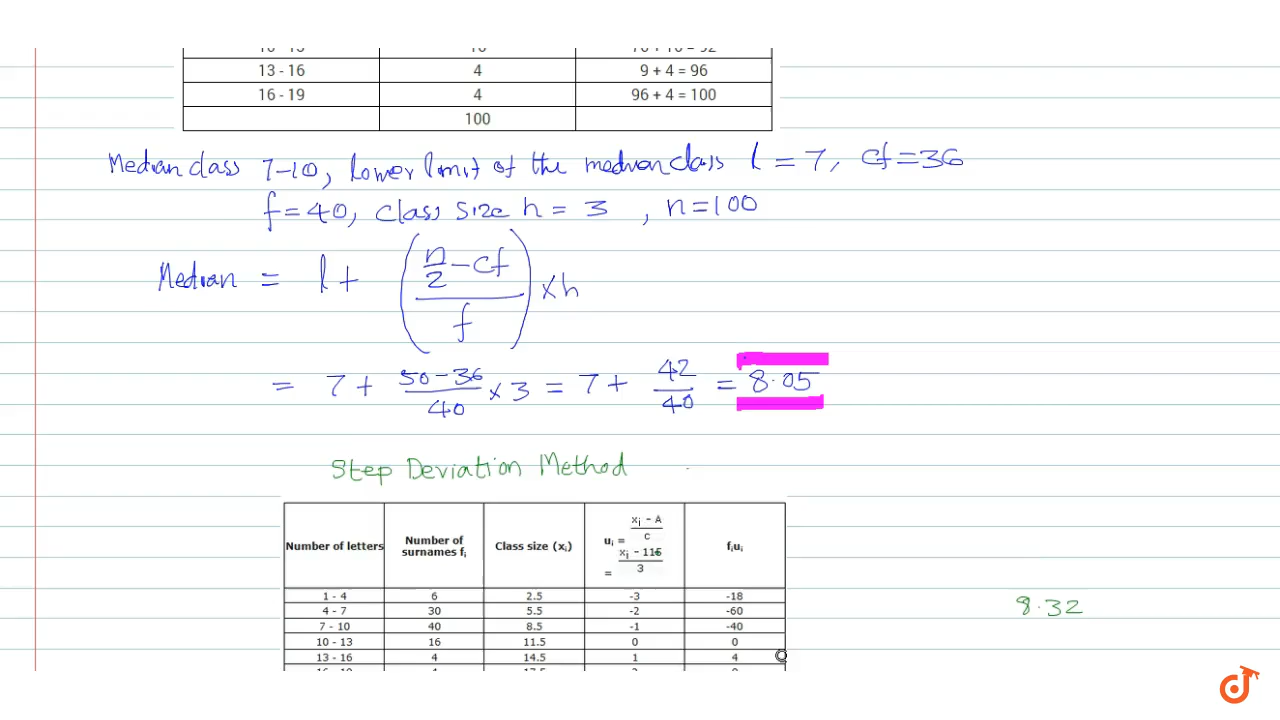 13 - 16 4 9 + 4 = 96
16 - 19 4 96 + 4 = 100
100
Median class 7-10, lower limit of the median class l = 7, cf = 36
f = 40, class size h = 3 , n = 100
Median = l + ( (n/2 - cf) / f ) × h
= 7 + (50 - 36)/40 × 3 = 7 + 42/40 = 8.05
Step Deviation Method
Number of letters Number of surnames fi Class size (xi) ui = (xi - A)/c = (xi - 115)/3 fiui
1 - 4 6 2.5 -3 -18
4 - 7 30 5.5 -2 -60
7 - 10 40 8.5 -1 -40
10 - 13 16 11.5 0 0
13 - 16 4 14.5 1 4
8.32